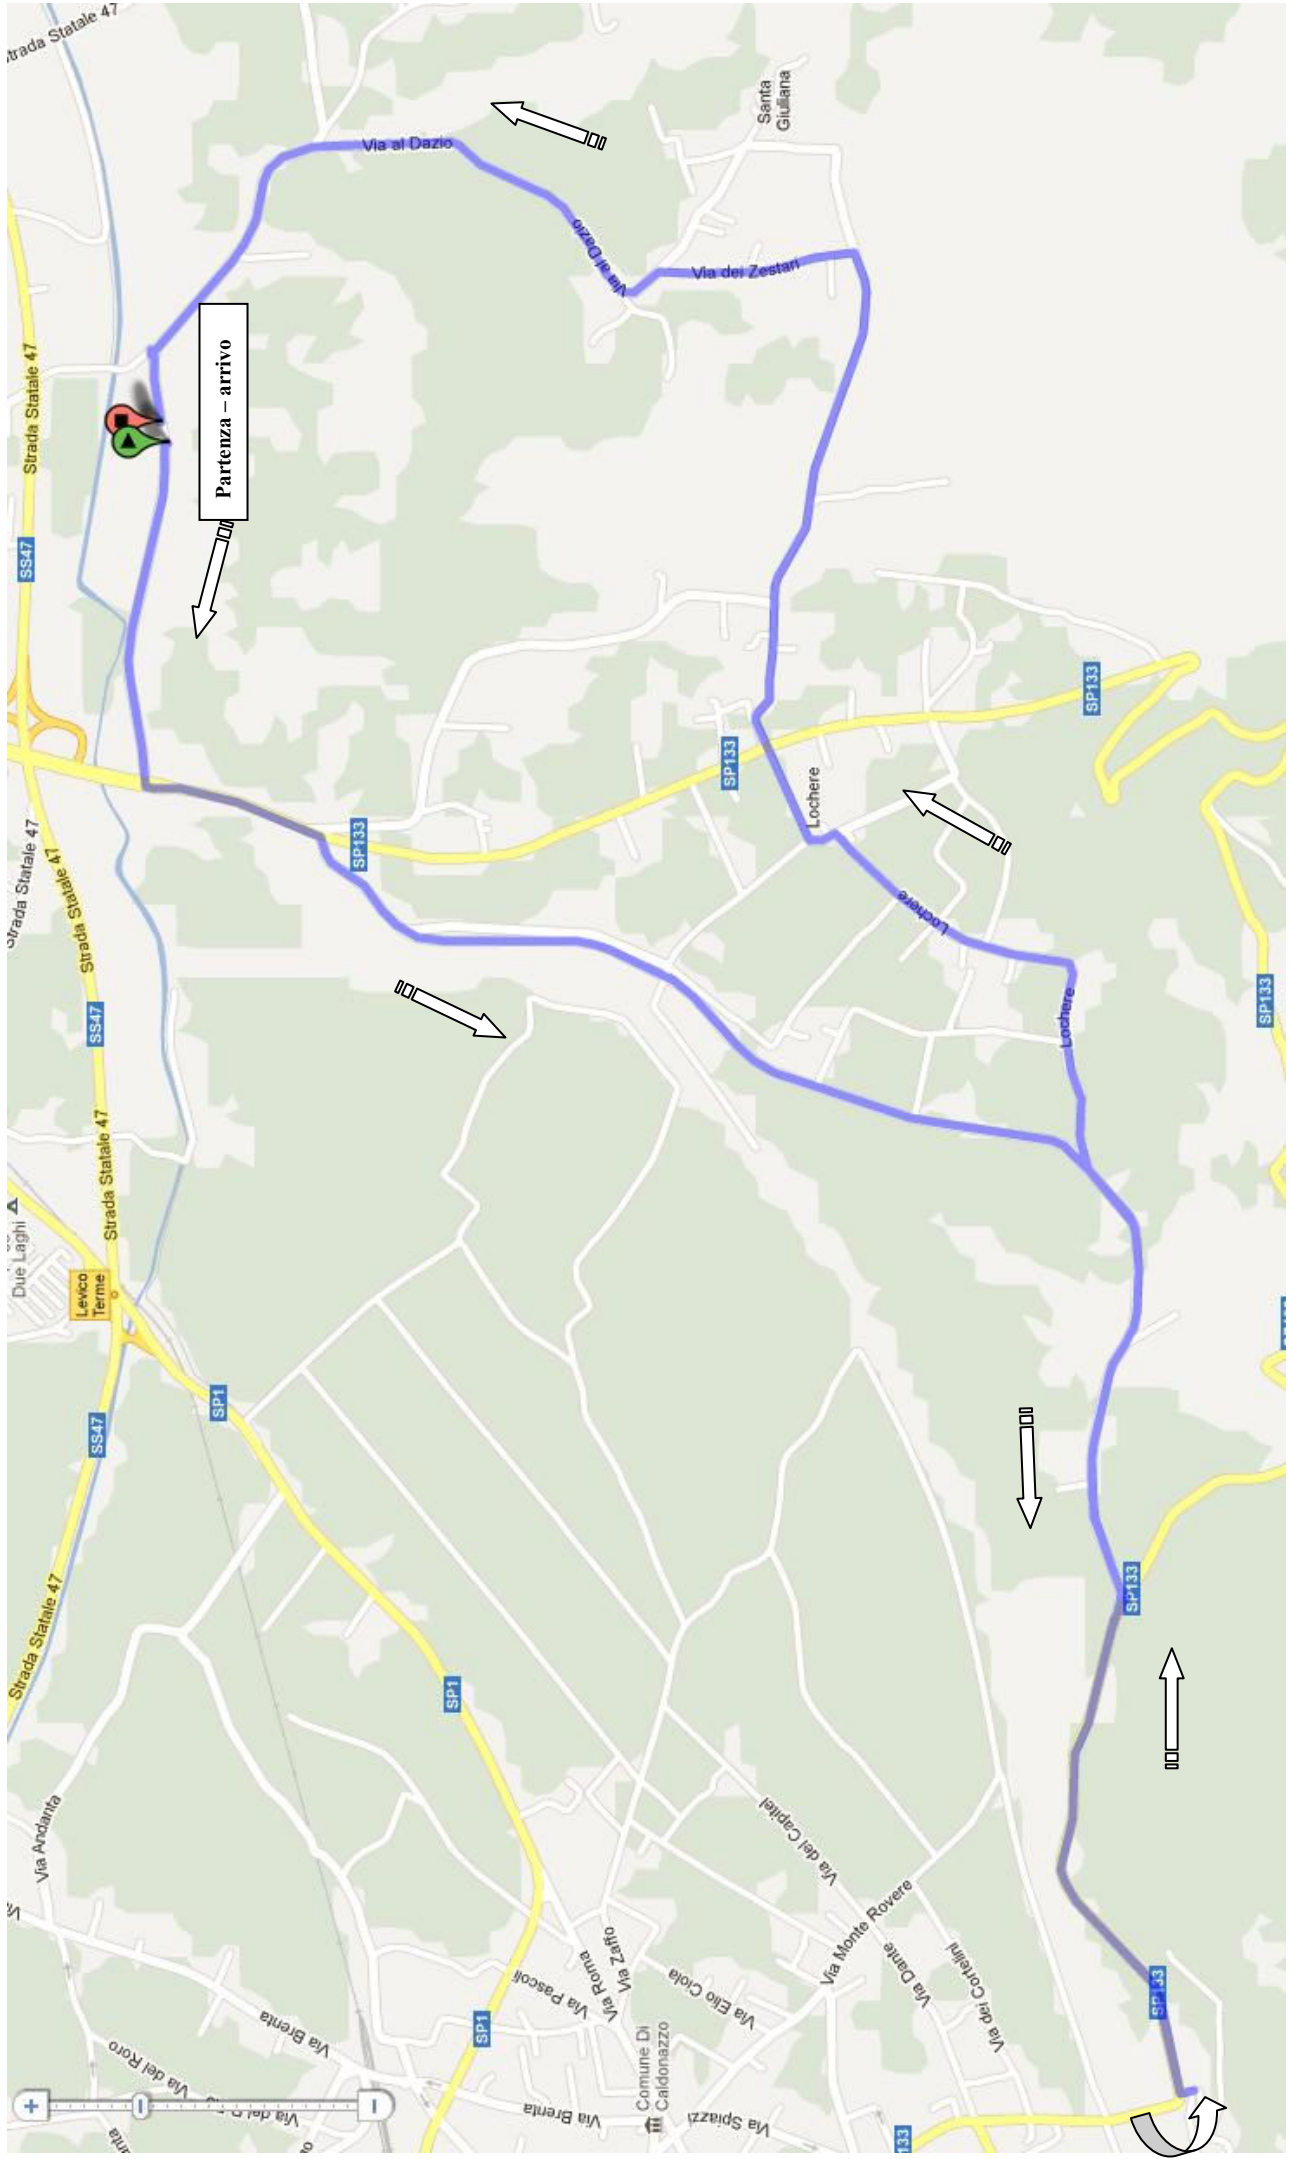 Strada Statale 47
Santa
Giuliana
Via al Dazio
Via al Dazio
Via dei Zestari
Strada Statale 47
Partenza – arrivo
SS47
SP133
SP133
Lochere
SP133
Lochere
Strada Statale 47
Strada Statale 47
SS47
Lochere
SP133
Strada Statale 47
Due Laghi
Levico
Terme
SP1
SS47
SP133
Strada Statale 47
SP1
Via Andanta
Via del Capitel
Via Monte Rovere
Via Dante
Via dei Cortelini
Via Zaffo
Via Roma
Via Pascoli
Via Elio Ciola
SP133
SP1
Via Brenta
Via del Roro
Comune Di
Caldonazzo
Via Brenta
Via Spiazzi
133